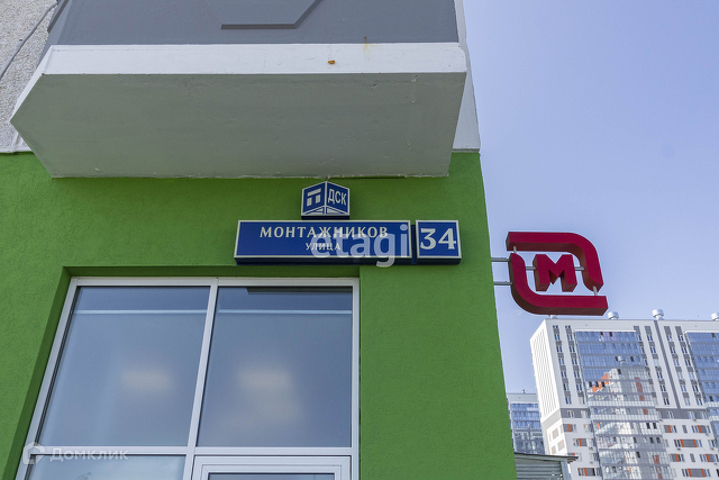 ДСК
МОНТАЖНИКОВ
УЛИЦА
34
etagi
М
Домклик